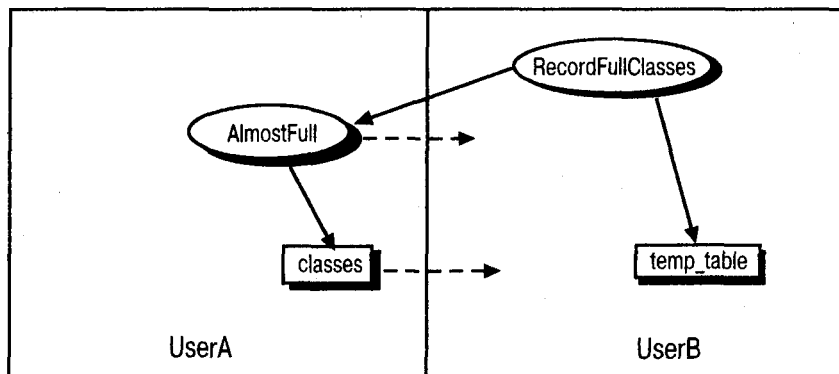 RecordFullClasses
AlmostFull
classes
temp_table
UserA
UserB